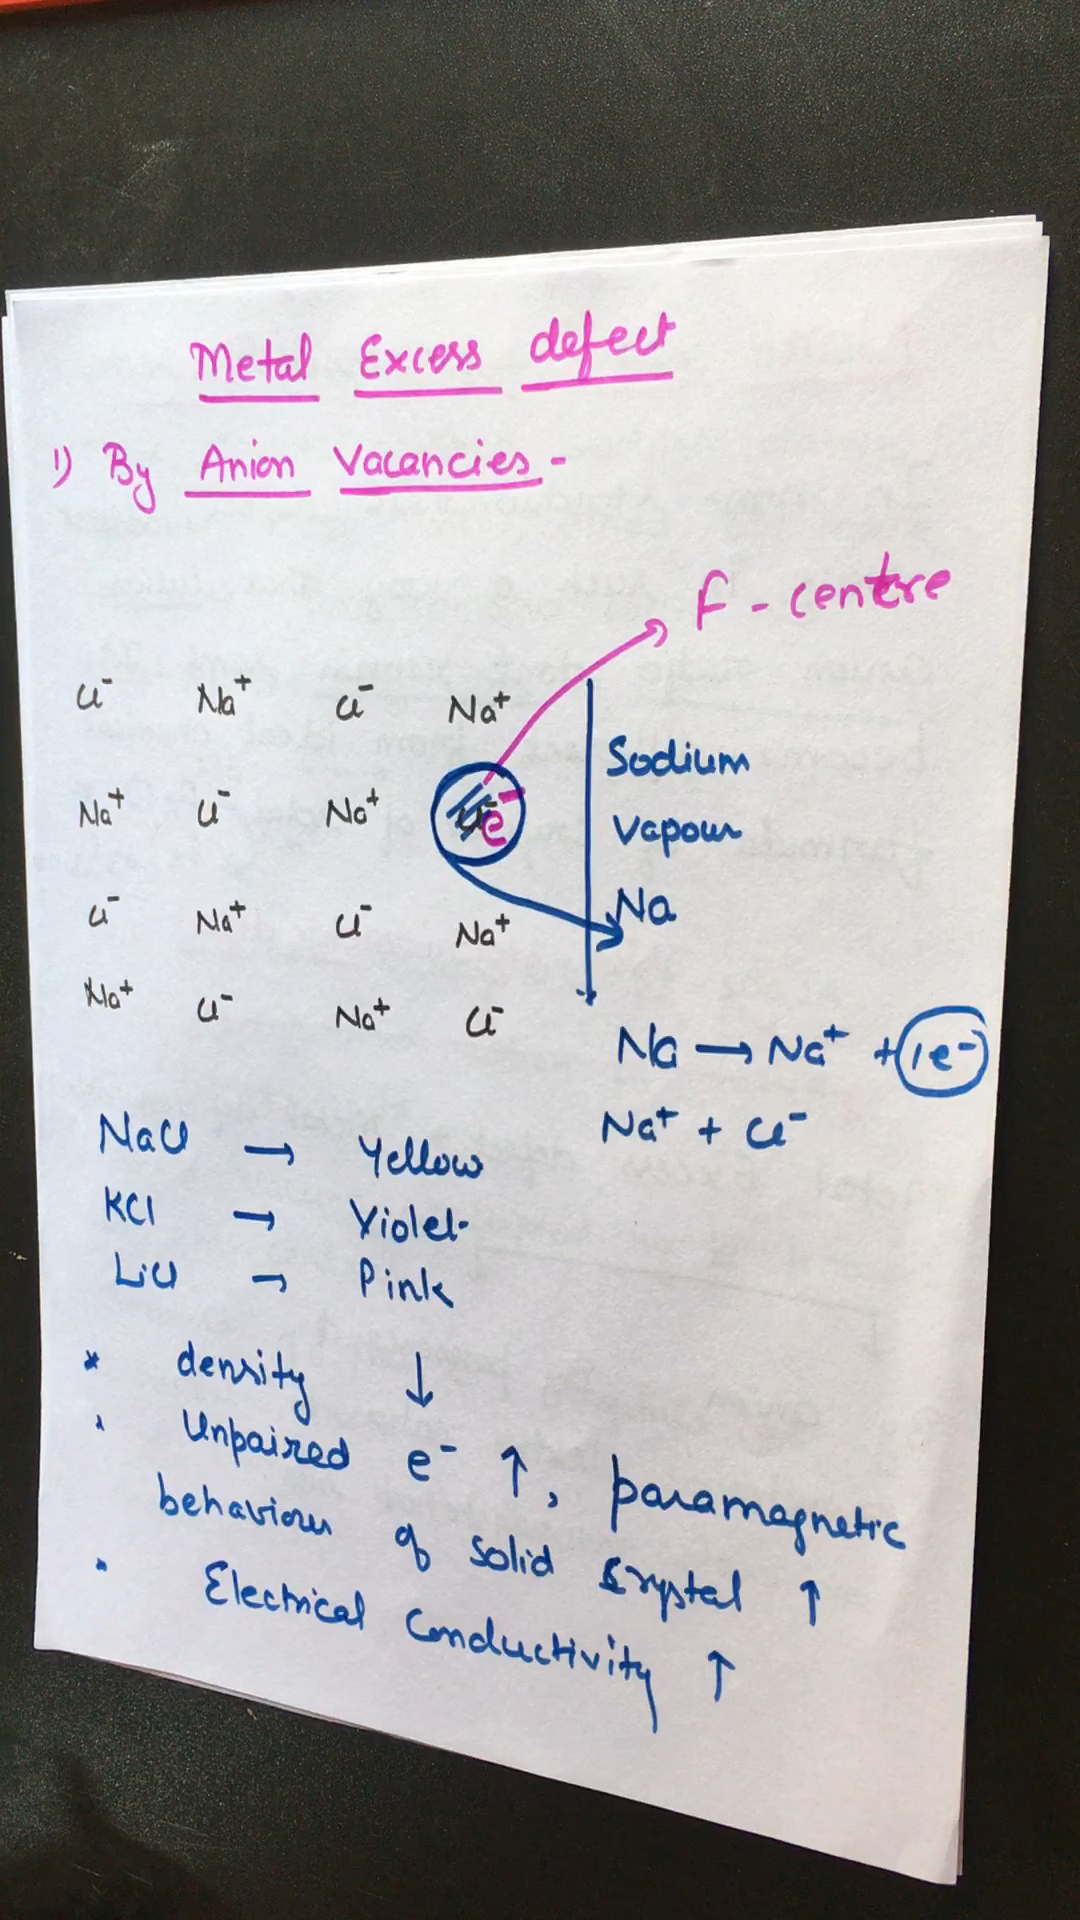 Metal Excess defect
1) By Anion Vacancies -
F - centre
Cl⁻ Na⁺ Cl⁻ Na⁺
Na⁺ Cl⁻ Na⁺ e⁻
Cl⁻ Na⁺ Cl⁻ Na⁺
Na⁺ Cl⁻ Na⁺ Cl⁻
Sodium
Vapour
Na
Na → Na⁺ + 1e⁻
Na⁺ + Cl⁻
NaCl → Yellow
KCl → Violet
LiCl → Pink
* density ↓
• Unpaired e⁻ ↑, paramagnetic
behaviour of solid crystal ↑
• Electrical Conductivity ↑